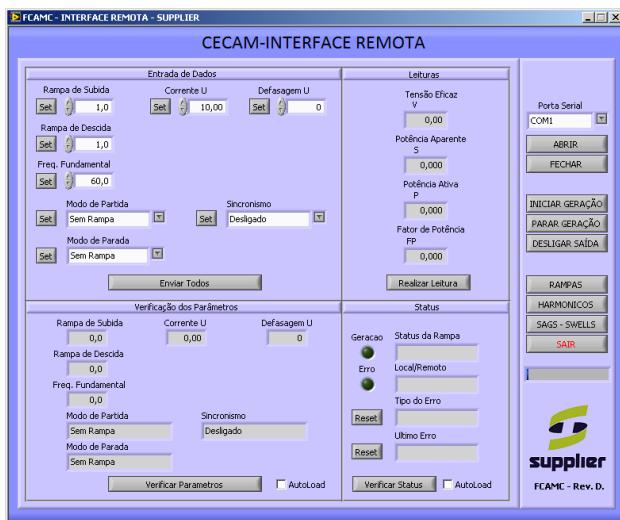 FCAMC - INTERFACE REMOTA - SUPPLIER
CECAM-INTERFACE REMOTA
Entrada de Dados
Rampa de Subida
Corrente U
Defasagem U
Set 1,0
Set 10,00
Set 0
Rampa de Descida
Set 1,0
Freq. Fundamental
Set 60,0
Modo de Partida
Sincronismo
Set Sem Rampa
Set Desligado
Modo de Parada
Set Sem Rampa
Enviar Todos
Leituras
Tensão Eficaz
V
0,00
Potência Aparente
S
0,000
Potência Ativa
P
0,000
Fator de Potência
FP
0,000
Realizar Leitura
Verificação dos Parâmetros
Rampa de Subida
Corrente U
Defasagem U
0,0
0,00
0
Rampa de Descida
0,0
Freq. Fundamental
0,0
Modo de Partida
Sincronismo
Sem Rampa
Desligado
Modo de Parada
Sem Rampa
Verificar Parametros
AutoLoad
Status
Geracao
Status da Rampa
Erro
Local/Remoto
Tipo do Erro
Reset
Ultimo Erro
Reset
Verificar Status
AutoLoad
Porta Serial
COM1
ABRIR
FECHAR
INICIAR GERAÇÃO
PARAR GERAÇÃO
DESLIGAR SAÍDA
RAMPAS
HARMONICOS
SAGS - SWELLS
SAIR
supplier
FCAMC - Rev. D.